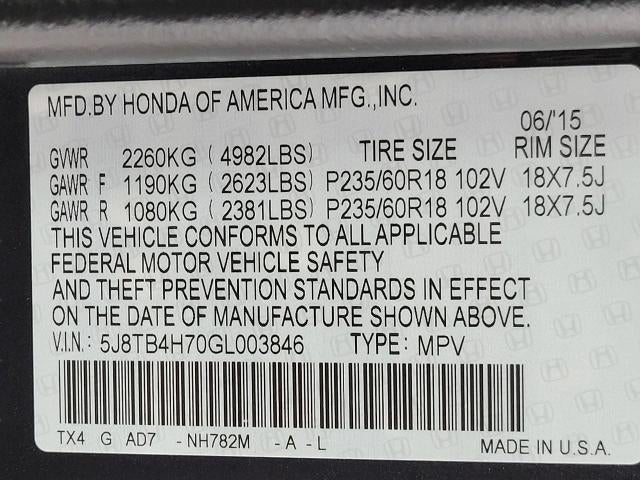 MFD.BY HONDA OF AMERICA MFG.,INC.
06/'15
GVWR 2260KG (4982LBS) TIRE SIZE RIM SIZE
GAWR F 1190KG (2623LBS) P235/60R18 102V 18X7.5J
GAWR R 1080KG (2381LBS) P235/60R18 102V 18X7.5J
THIS VEHICLE CONFORMS TO ALL APPLICABLE
FEDERAL MOTOR VEHICLE SAFETY
AND THEFT PREVENTION STANDARDS IN EFFECT
ON THE DATE OF MANUFACTURE SHOWN ABOVE.
V.I.N.: 5J8TB4H70GL003846 TYPE: MPV
TX4 G AD7 -NH782M -A -L
MADE IN U.S.A.